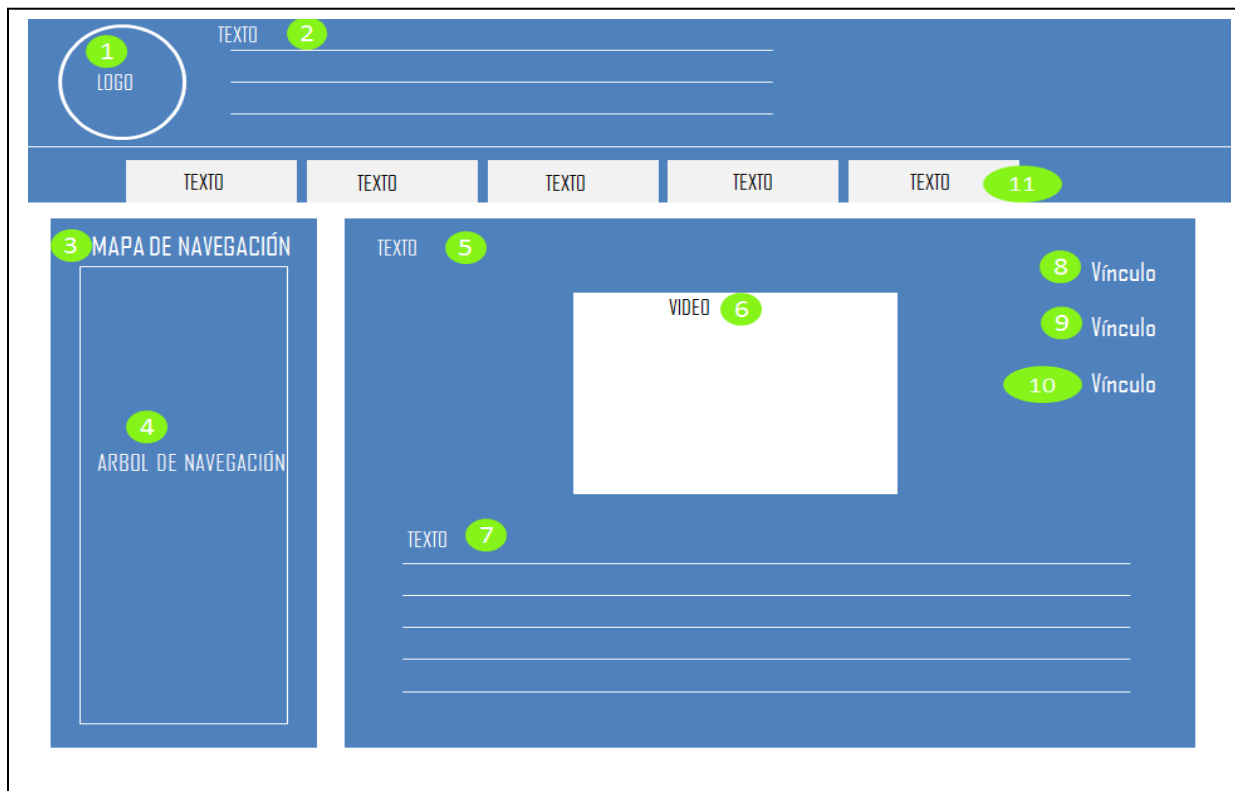 TEXTO 2
1
LOGO
TEXTO TEXTO TEXTO TEXTO TEXTO 11
3 MAPA DE NAVEGACIÓN
4
ARBOL DE NAVEGACIÓN
TEXTO 5
VIDEO 6
8 Vínculo
9 Vínculo
10 Vínculo
TEXTO 7